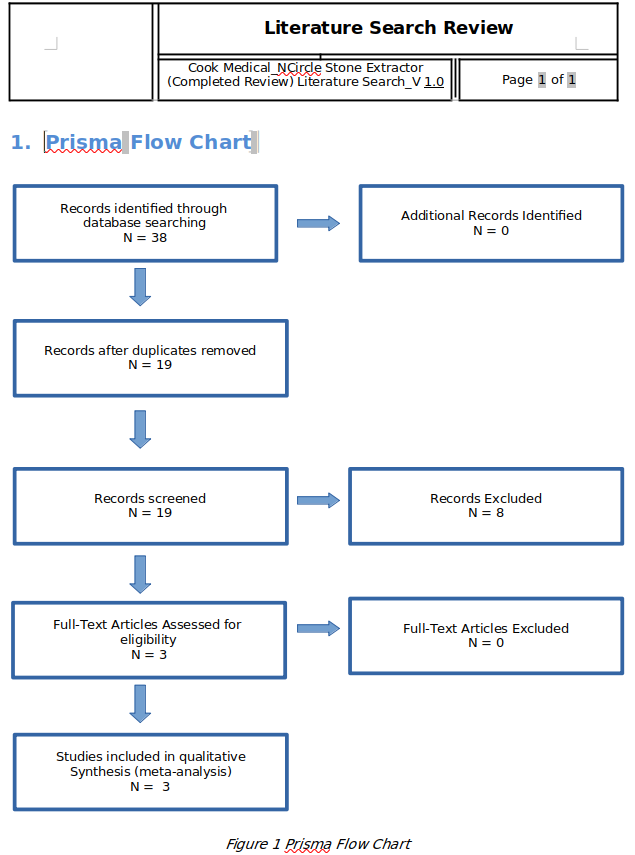 Literature Search Review
Cook Medical_NCircle Stone Extractor
(Completed Review) Literature Search_V 1.0
Page 1 of 1
1. Prisma Flow Chart
Records identified through
database searching
N = 38
Additional Records Identified
N = 0
Records after duplicates removed
N = 19
Records screened
N = 19
Records Excluded
N = 8
Full-Text Articles Assessed for
eligibility
N = 3
Full-Text Articles Excluded
N = 0
Studies included in qualitative
Synthesis (meta-analysis)
N = 3
Figure 1 Prisma Flow Chart